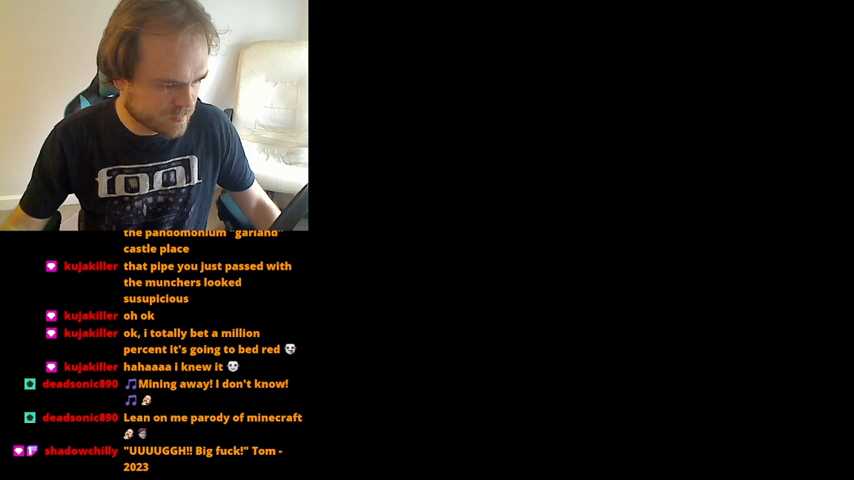 TOOL
the pandomonium "garland"
castle place
kujakiller that pipe you just passed with
the munchers looked
susupicious
kujakiller oh ok
kujakiller ok, i totally bet a million
percent it's going to bed red
kujakiller hahaaaa i knew it
deadsonic890 🎵Mining away! I don't know!
🎵
deadsonic890 Lean on me parody of minecraft
shadowchilly "UUUUGGH!! Big fuck!" Tom -
2023